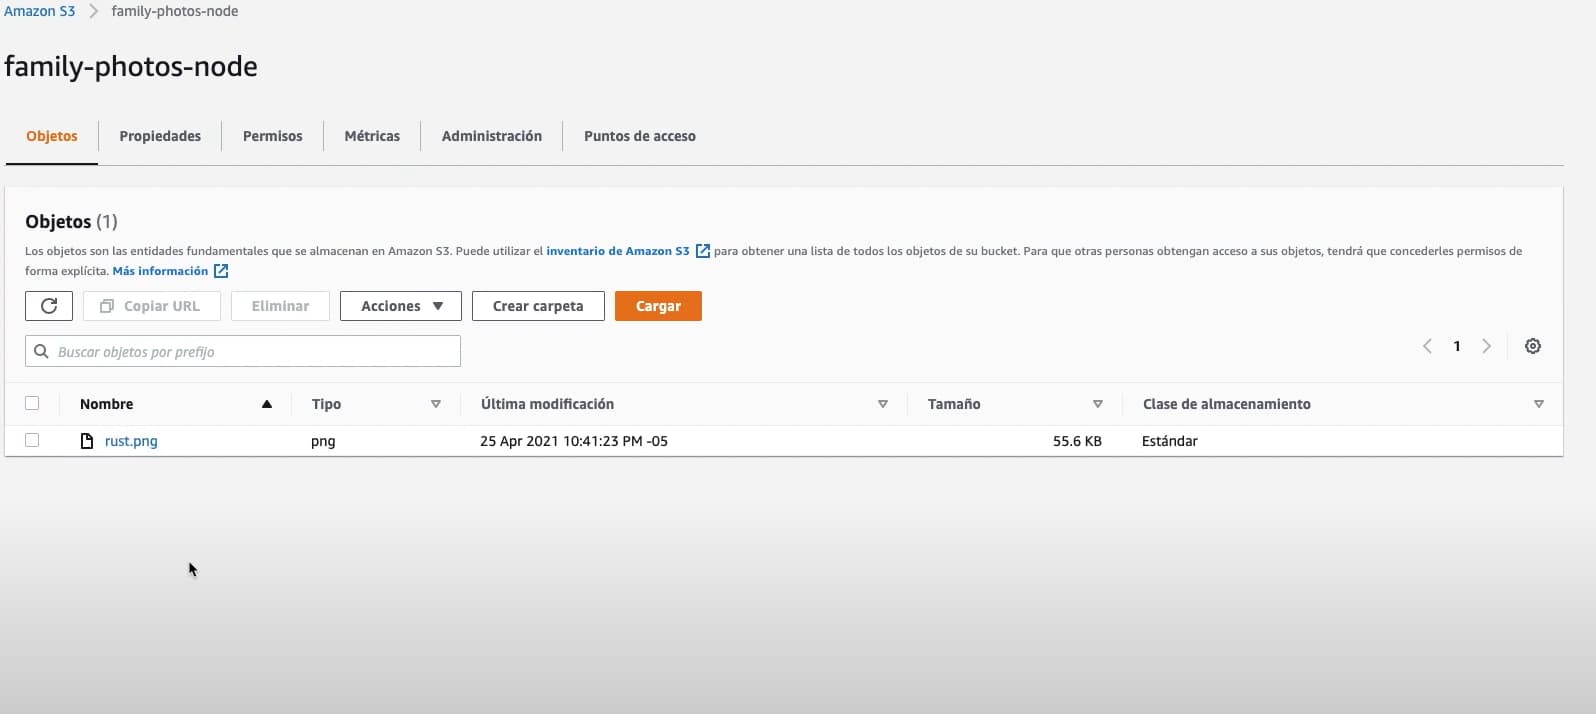 Amazon S3 family-photos-node
family-photos-node
Objetos Propiedades Permisos Métricas Administración Puntos de acceso
Objetos (1)
Los objetos son las entidades fundamentales que se almacenan en Amazon S3. Puede utilizar el inventario de Amazon S3 para obtener una lista de todos los objetos de su bucket. Para que otras personas obtengan acceso a sus objetos, tendrá que concederles permisos de
forma explícita. Más información
Copiar URL Eliminar Acciones Crear carpeta Cargar
Buscar objetos por prefijo 1
Nombre Tipo Última modificación Tamaño Clase de almacenamiento
rust.png png 25 Apr 2021 10:41:23 PM -05 55.6 KB Estándar